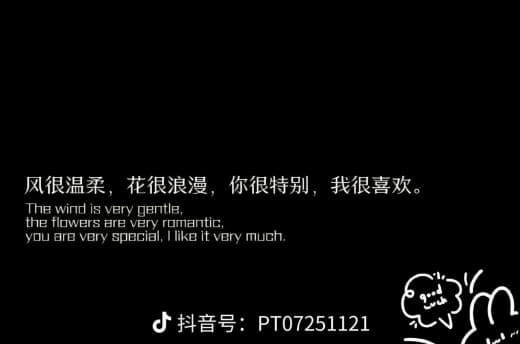 风很温柔，花很浪漫，你很特别，我很喜欢。
The wind is very gentle,
the flowers are very romantic,
you are very special, I like it very much.
good
抖音号：PT07251121